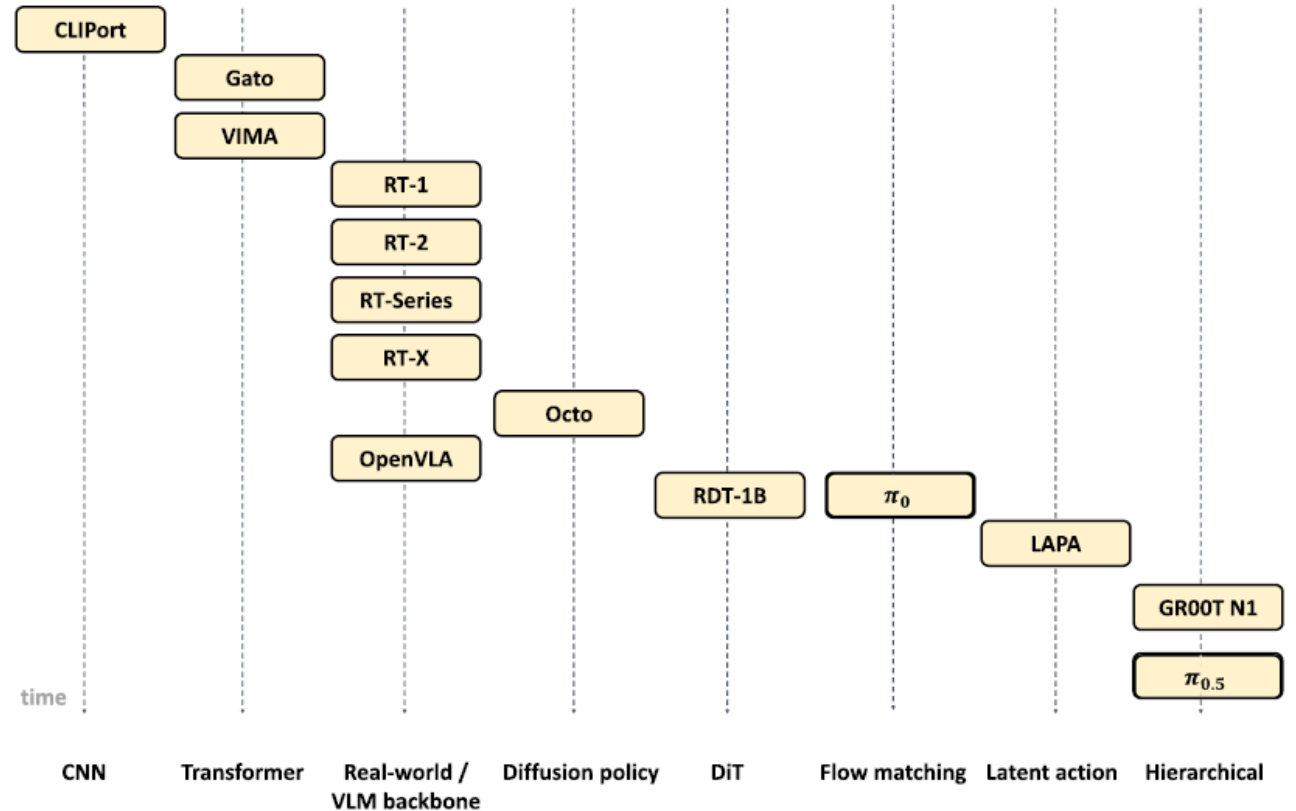 CLIPort
Gato
VIMA
RT-1
RT-2
RT-Series
RT-X
Octo
OpenVLA
RDT-1B
π₀
LAPA
GR00T N1
π₀.₅
time
CNN
Transformer
Real-world /
VLM backbone
Diffusion policy
DiT
Flow matching
Latent action
Hierarchical